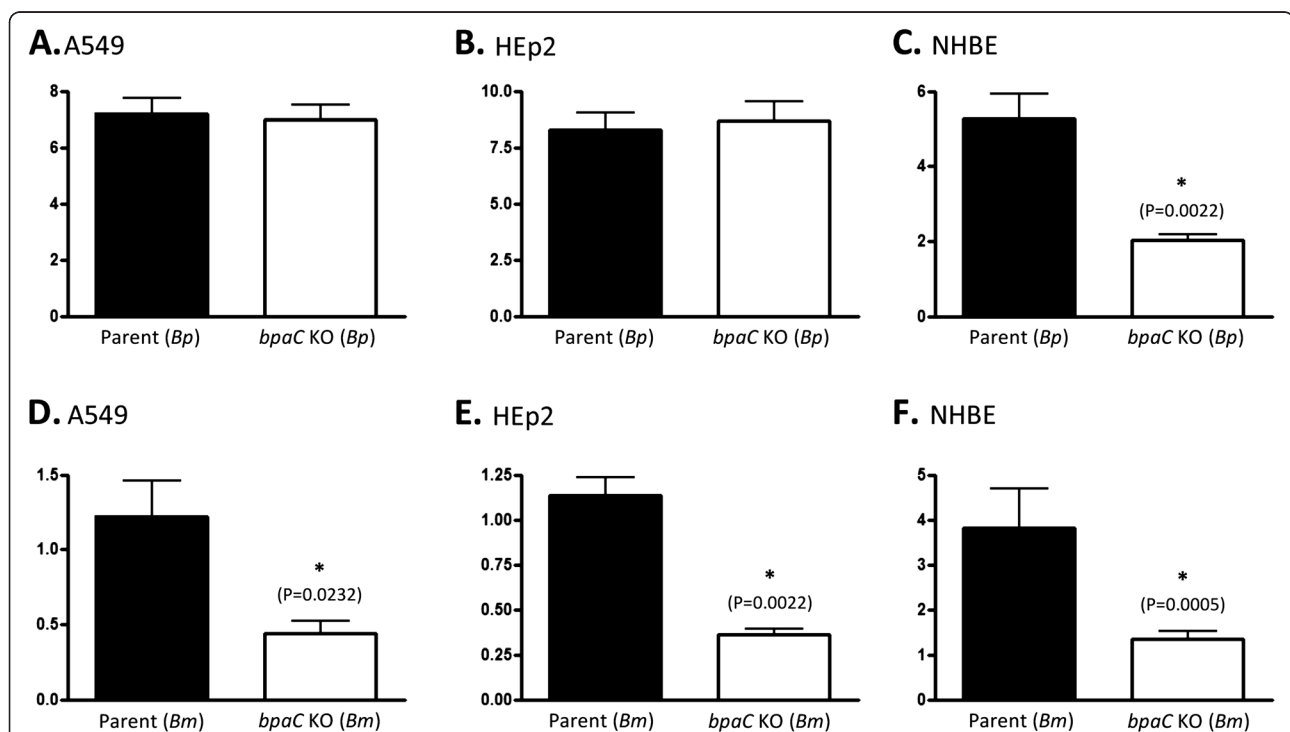 A. A549
8
6
4
2
0
Parent (Bp) bpaC KO (Bp)
B. HEp2
10.0
7.5
5.0
2.5
0.0
Parent (Bp) bpaC KO (Bp)
C. NHBE
6
4
2
0
*
(P=0.0022)
Parent (Bp) bpaC KO (Bp)
D. A549
1.5
1.0
0.5
0.0
*
(P=0.0232)
Parent (Bm) bpaC KO (Bm)
E. HEp2
1.25
1.00
0.75
0.50
0.25
0.00
*
(P=0.0022)
Parent (Bm) bpaC KO (Bm)
F. NHBE
5
4
3
2
1
0
*
(P=0.0005)
Parent (Bm) bpaC KO (Bm)